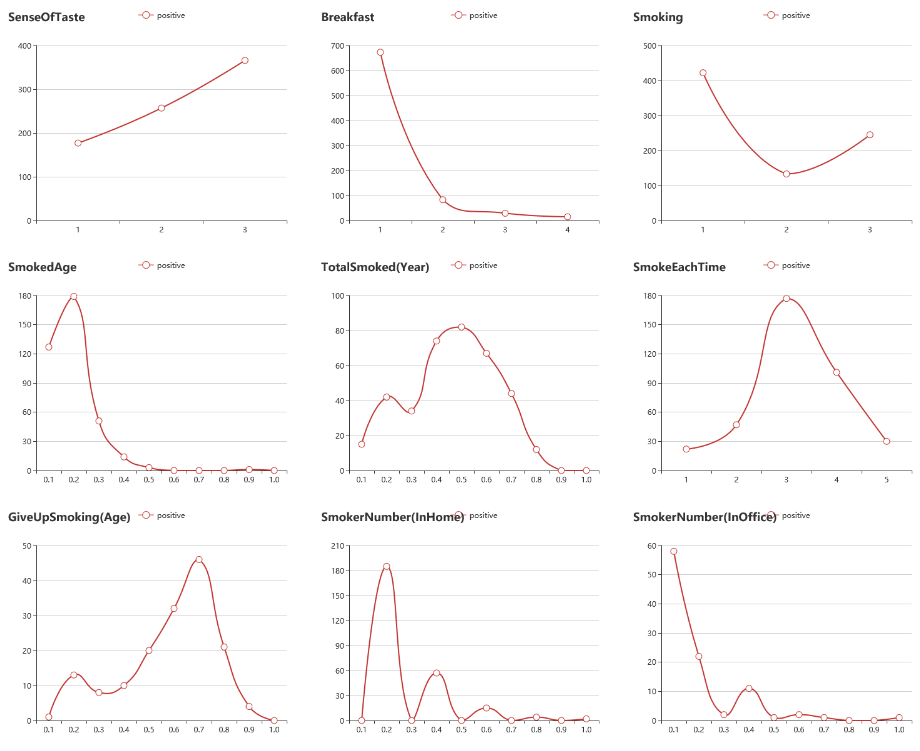 SenseOfTaste
positive
400
300
200
100
0
1 2 3
Breakfast
positive
700
600
500
400
300
200
100
0
1 2 3 4
Smoking
positive
500
400
300
200
100
0
1 2 3
SmokedAge
positive
180
150
120
90
60
30
0
0.1 0.2 0.3 0.4 0.5 0.6 0.7 0.8 0.9 1.0
TotalSmoked(Year)
positive
100
80
60
40
20
0
0.1 0.2 0.3 0.4 0.5 0.6 0.7 0.8 0.9 1.0
SmokeEachTime
positive
180
150
120
90
60
30
0
1 2 3 4 5
GiveUpSmoking(Age)
positive
50
40
30
20
10
0
0.1 0.2 0.3 0.4 0.5 0.6 0.7 0.8 0.9 1.0
SmokerNumber(InHome)
positive
210
180
150
120
90
60
30
0
0.1 0.2 0.3 0.4 0.5 0.6 0.7 0.8 0.9 1.0
SmokerNumber(InOffice)
positive
60
50
40
30
20
10
0
0.1 0.2 0.3 0.4 0.5 0.6 0.7 0.8 0.9 1.0